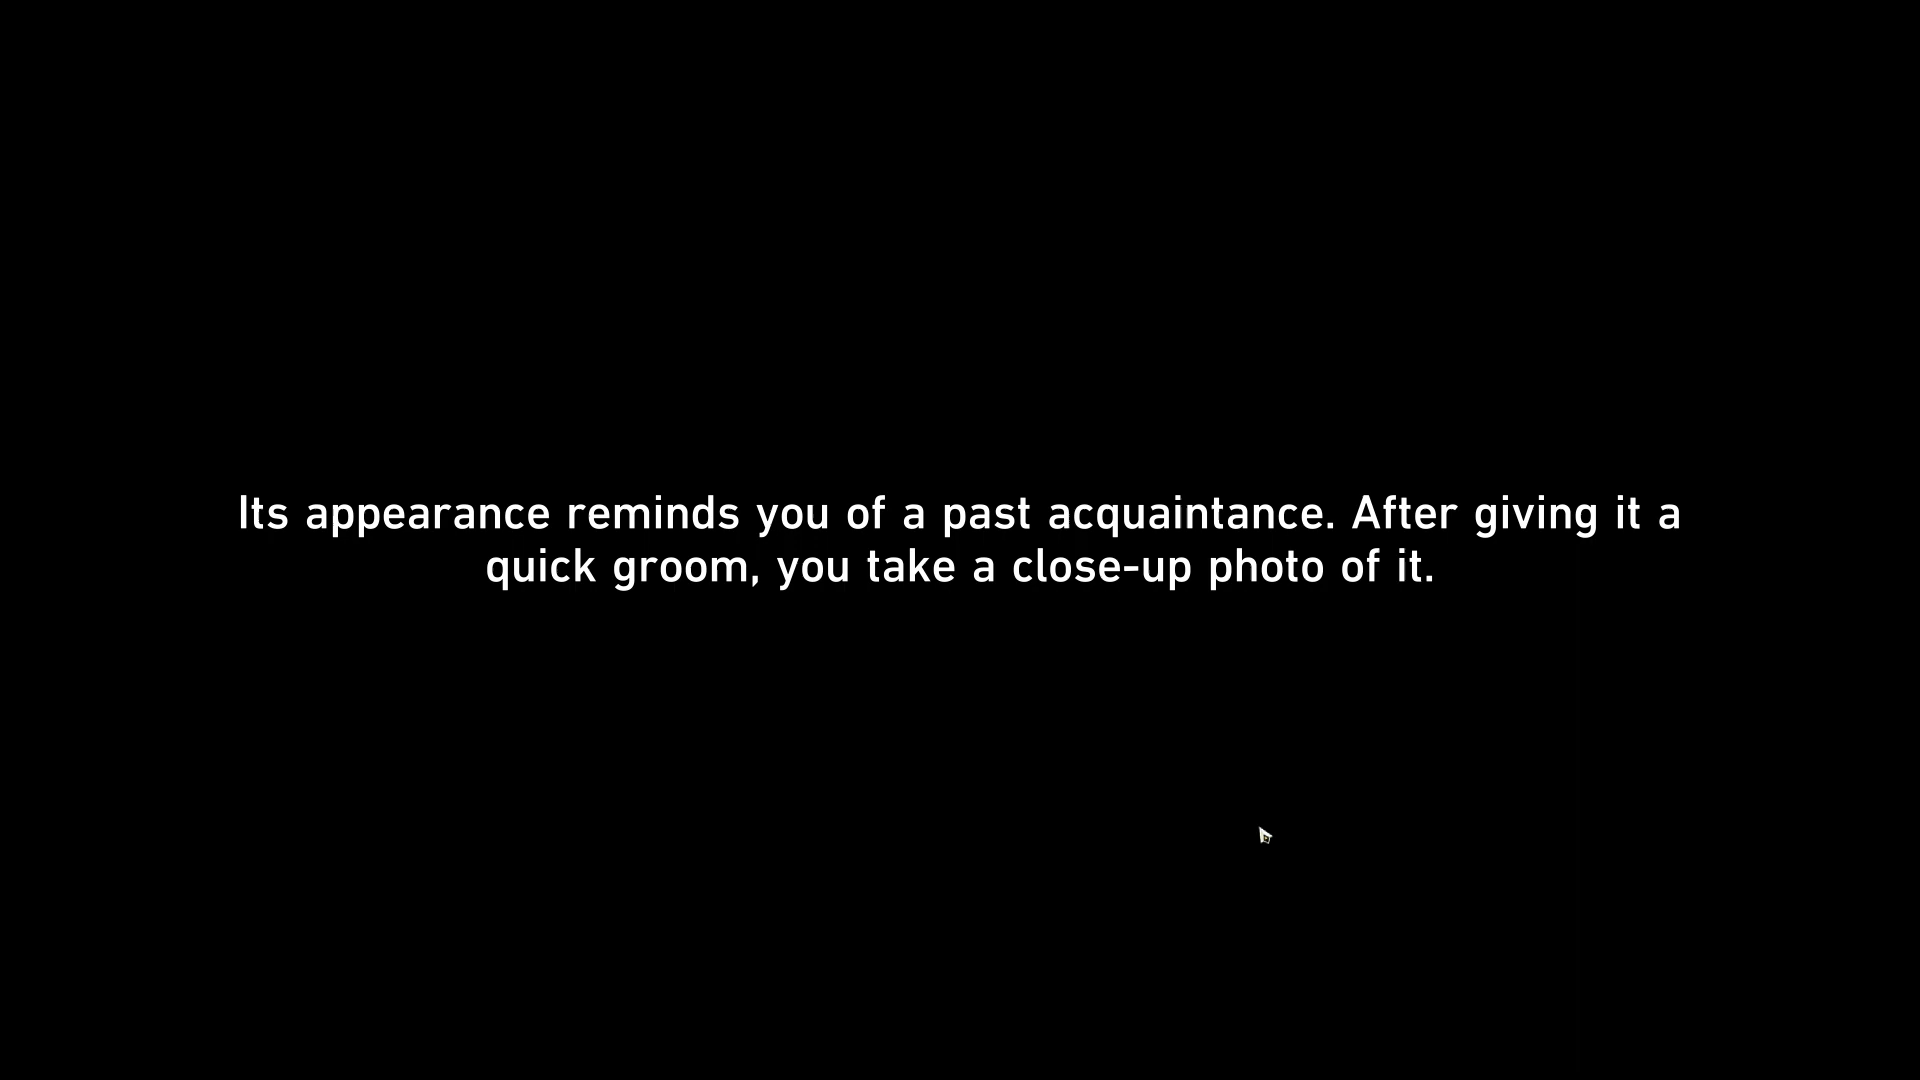 Its appearance reminds you of a past acquaintance. After giving it a
quick groom, you take a close-up photo of it.